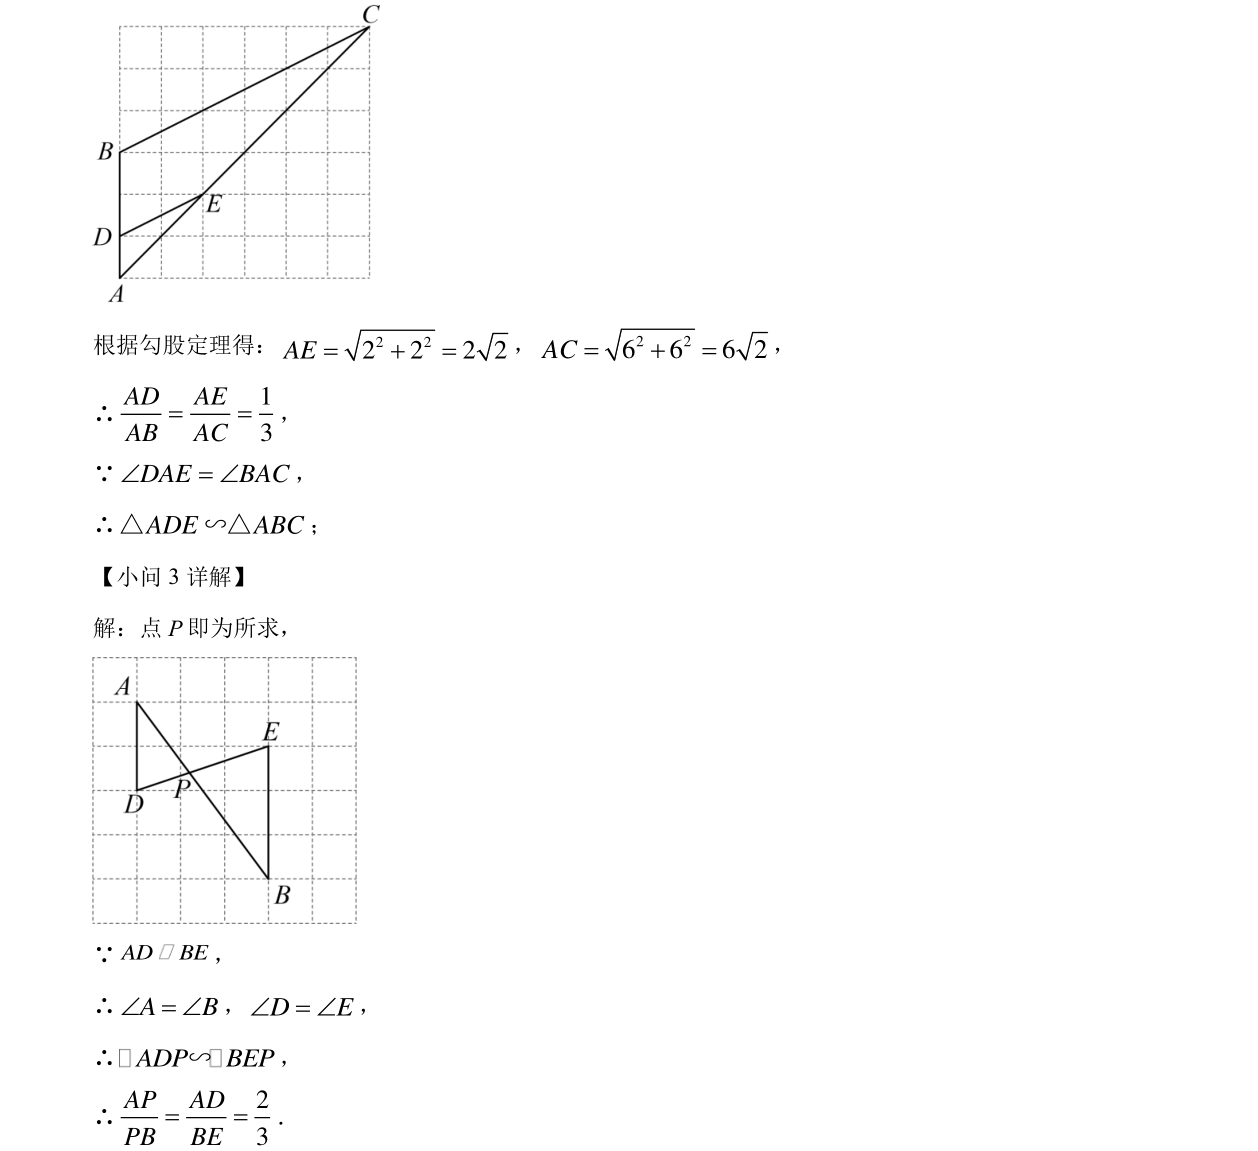 C
B
E
D
A
根据勾股定理得： AE = √(2² + 2²) = 2√2 ， AC = √(6² + 6²) = 6√2 ，
∴ AD/AB = AE/AC = 1/3 ，
∵ ∠DAE = ∠BAC ，
∴ △ADE ∽ △ABC ；
【小问 3 详解】
解：点 P 即为所求，
A
E
P
D
B
∵ AD ▱ BE ，
∴ ∠A = ∠B ， ∠D = ∠E ，
∴ □ ADP ∽ □ BEP ，
∴ AP/PB = AD/BE = 2/3 ．